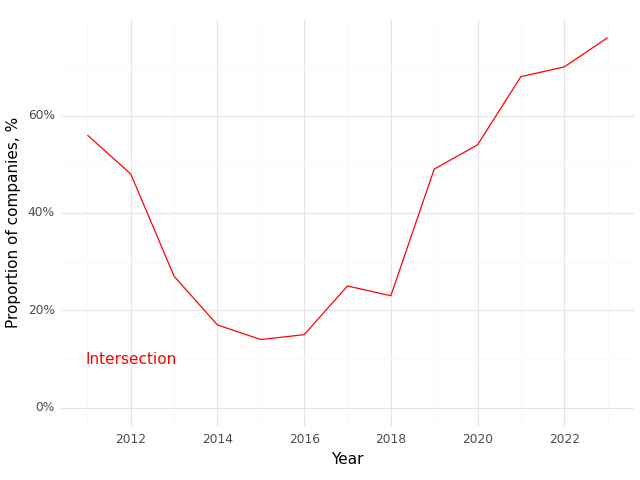 Proportion of companies, %
60%
40%
20%
0%
Intersection
2012 2014 2016 2018 2020 2022
Year